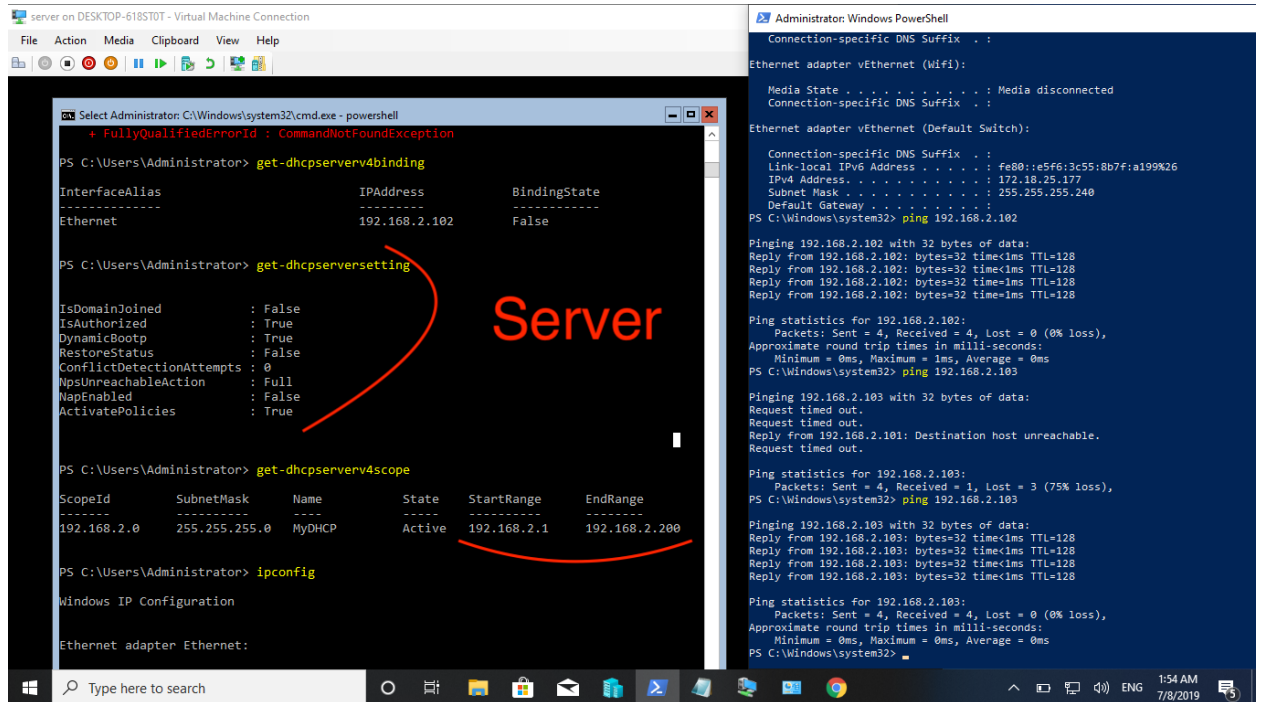 server on DESKTOP-618ST0T - Virtual Machine Connection
File Action Media Clipboard View Help
Select Administrator: C:\Windows\system32\cmd.exe - powershell
+ FullyQualifiedErrorId : CommandNotFoundException
PS C:\Users\Administrator> get-dhcpserverv4binding
InterfaceAlias IPAddress BindingState
-------------- --------- ------------
Ethernet 192.168.2.102 False
PS C:\Users\Administrator> get-dhcpserversetting
IsDomainJoined : False
IsAuthorized : True
DynamicBootp : True
RestoreStatus : False
ConflictDetectionAttempts : 0
NpsUnreachableAction : Full
NapEnabled : False
ActivatePolicies : True
Server
PS C:\Users\Administrator> get-dhcpserverv4scope
ScopeId SubnetMask Name State StartRange EndRange
------- ---------- ---- ----- ---------- --------
192.168.2.0 255.255.255.0 MyDHCP Active 192.168.2.1 192.168.2.200
PS C:\Users\Administrator> ipconfig
Windows IP Configuration
Ethernet adapter Ethernet:
Administrator: Windows PowerShell
Connection-specific DNS Suffix . :
Ethernet adapter vEthernet (Wifi):
Media State . . . . . . . . . . . : Media disconnected
Connection-specific DNS Suffix . :
Ethernet adapter vEthernet (Default Switch):
Connection-specific DNS Suffix . :
Link-local IPv6 Address . . . . . : fe80::e5f6:3c55:8b7f:a199%26
IPv4 Address. . . . . . . . . . . : 172.18.25.177
Subnet Mask . . . . . . . . . . . : 255.255.255.240
Default Gateway . . . . . . . . . :
PS C:\Windows\system32> ping 192.168.2.102
Pinging 192.168.2.102 with 32 bytes of data:
Reply from 192.168.2.102: bytes=32 time<1ms TTL=128
Reply from 192.168.2.102: bytes=32 time<1ms TTL=128
Reply from 192.168.2.102: bytes=32 time=1ms TTL=128
Reply from 192.168.2.102: bytes=32 time=1ms TTL=128
Ping statistics for 192.168.2.102:
Packets: Sent = 4, Received = 4, Lost = 0 (0% loss),
Approximate round trip times in milli-seconds:
Minimum = 0ms, Maximum = 1ms, Average = 0ms
PS C:\Windows\system32> ping 192.168.2.103
Pinging 192.168.2.103 with 32 bytes of data:
Request timed out.
Request timed out.
Reply from 192.168.2.101: Destination host unreachable.
Request timed out.
Ping statistics for 192.168.2.103:
Packets: Sent = 4, Received = 1, Lost = 3 (75% loss),
PS C:\Windows\system32> ping 192.168.2.103
Pinging 192.168.2.103 with 32 bytes of data:
Reply from 192.168.2.103: bytes=32 time<1ms TTL=128
Reply from 192.168.2.103: bytes=32 time<1ms TTL=128
Reply from 192.168.2.103: bytes=32 time<1ms TTL=128
Reply from 192.168.2.103: bytes=32 time<1ms TTL=128
Ping statistics for 192.168.2.103:
Packets: Sent = 4, Received = 4, Lost = 0 (0% loss),
Approximate round trip times in milli-seconds:
Minimum = 0ms, Maximum = 0ms, Average = 0ms
PS C:\Windows\system32>
Type here to search
ENG
1:54 AM
7/8/2019
5